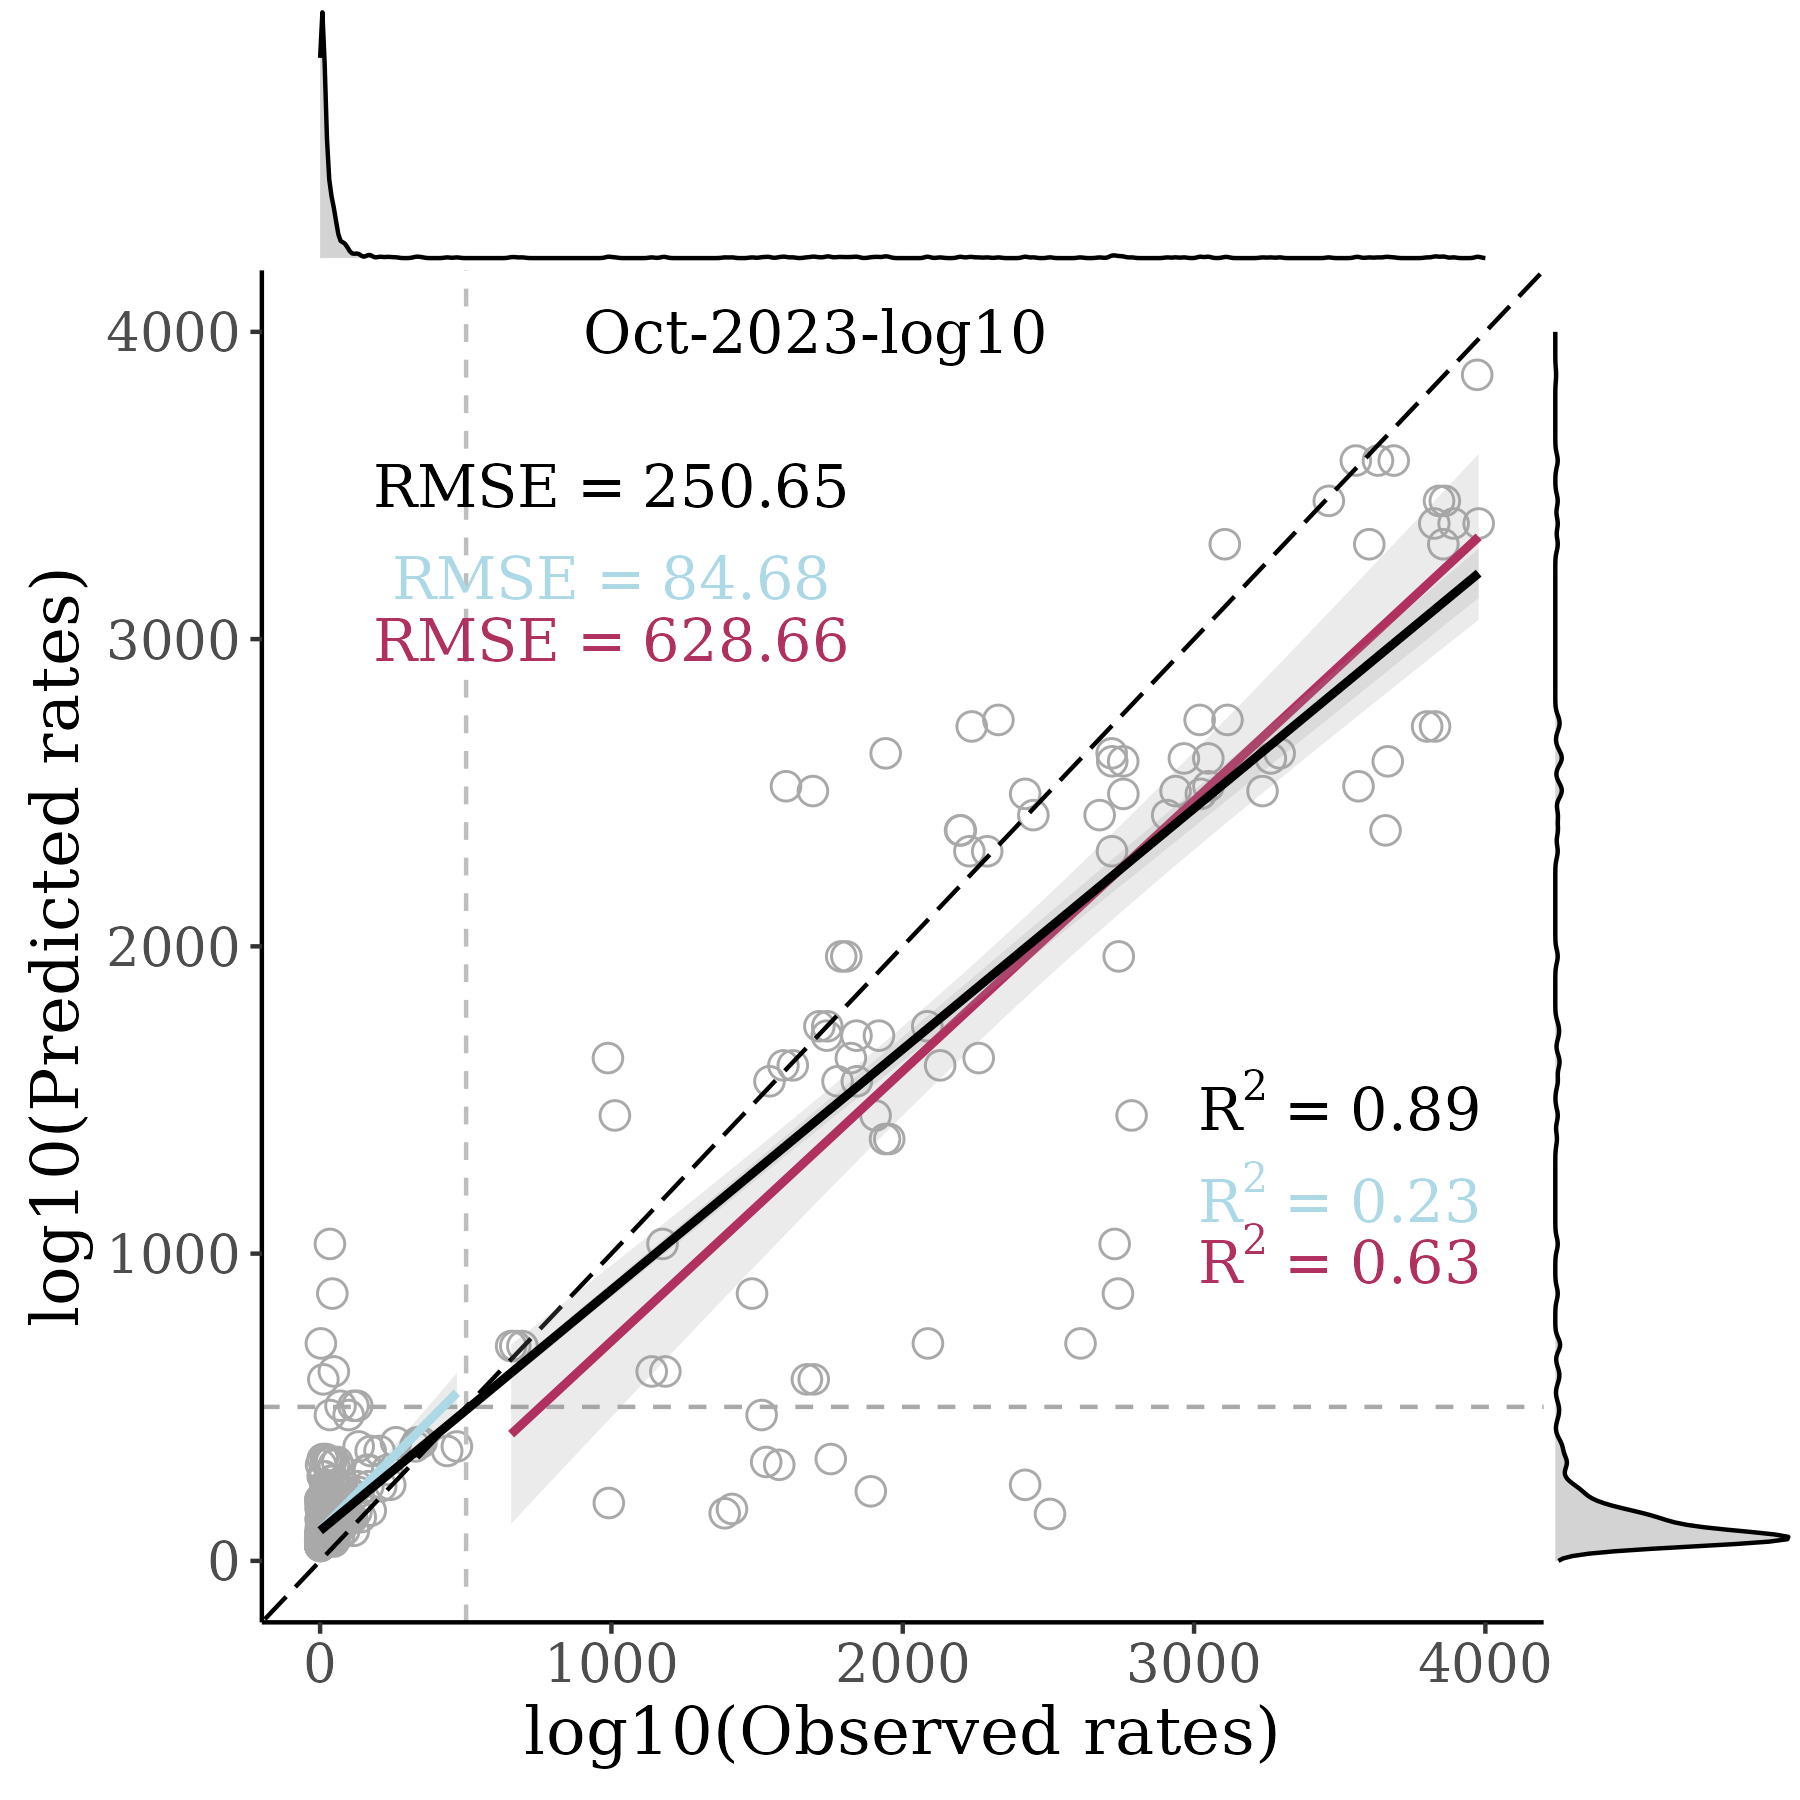 Oct-2023-log10
RMSE = 250.65
RMSE = 84.68
RMSE = 628.66
R² = 0.89
R² = 0.23
R² = 0.63
log10(Predicted rates)
4000
3000
2000
1000
0
0 1000 2000 3000 4000
log10(Observed rates)